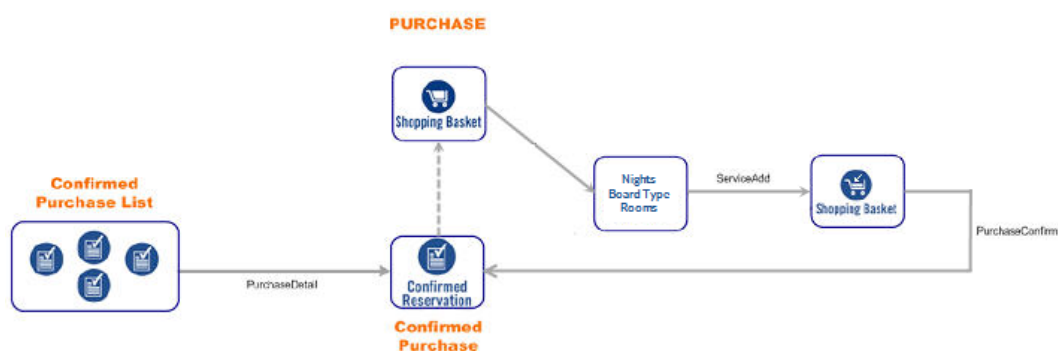 PURCHASE
Shopping Basket
Confirmed
Purchase List
Nights
Board Type
Rooms
ServiceAdd
Shopping Basket
PurchaseConfirm
PurchaseDetail
Confirmed
Reservation
Confirmed
Purchase